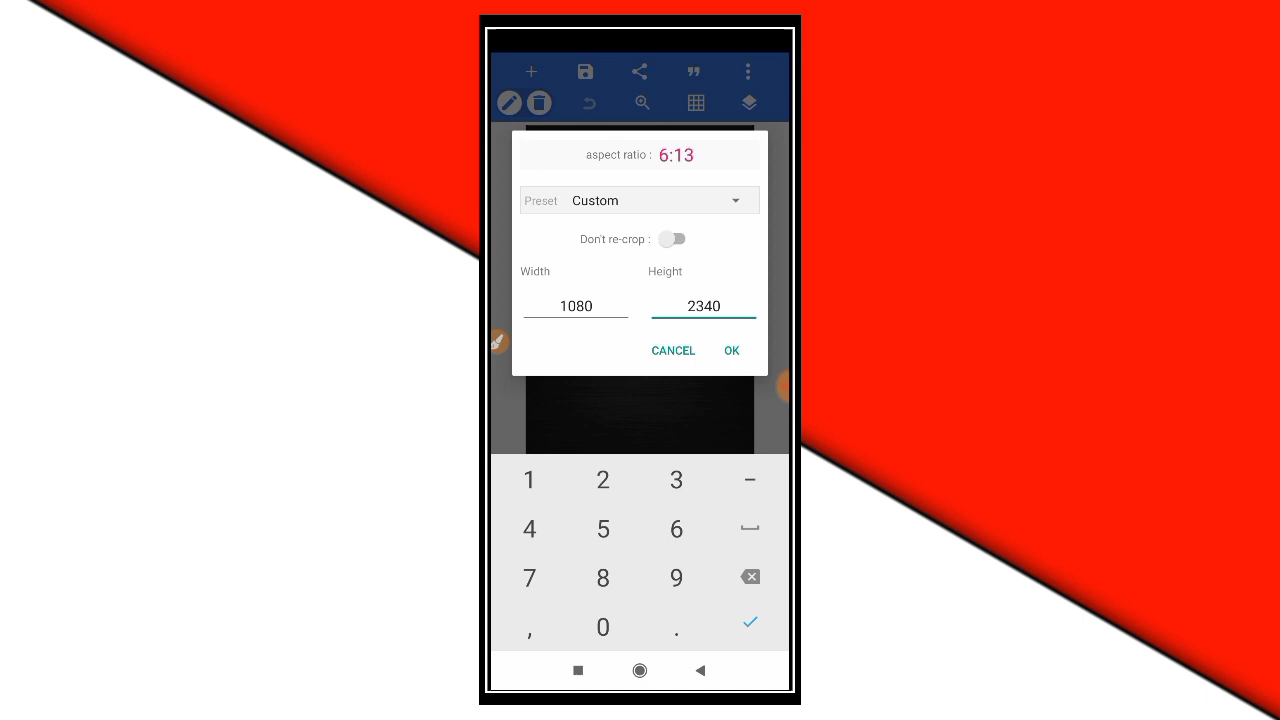 aspect ratio : 6:13
Preset Custom
Don't re-crop :
Width Height
1080 2340
CANCEL OK
1 2 3 -
4 5 6
7 8 9
, 0 .